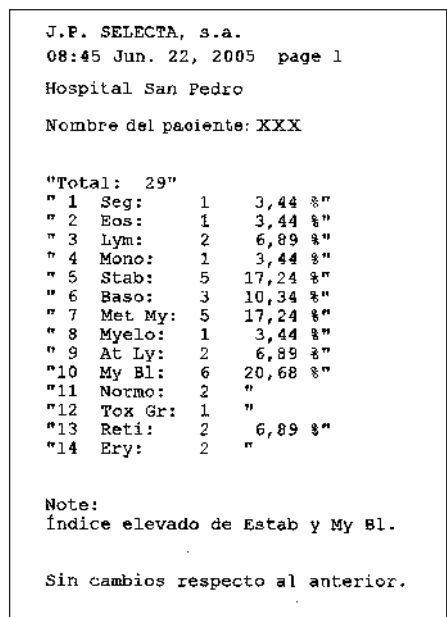 J.P. SELECTA, s.a.
08:45 Jun. 22, 2005  page 1
Hospital San Pedro
Nombre del paciente: XXX
"Total:  29"
" 1  Seg:  1  3,44 %"
" 2  Eos:  1  3,44 %"
" 3  Lym:  2  6,89 %"
" 4  Mono:  1  3,44 %"
" 5  Stab:  5  17,24 %"
" 6  Baso:  3  10,34 %"
" 7  Met My:  5  17,24 %"
" 8  Myelo:  1  3,44 %"
" 9  At Ly:  2  6,89 %"
"10  My Bl:  6  20,68 %"
"11  Normo:  2  "
"12  Tox Gr:  1  "
"13  Reti:  2  6,89 %"
"14  Ery:  2  "
Note:
Índice elevado de Estab y My Bl.
Sin cambios respecto al anterior.